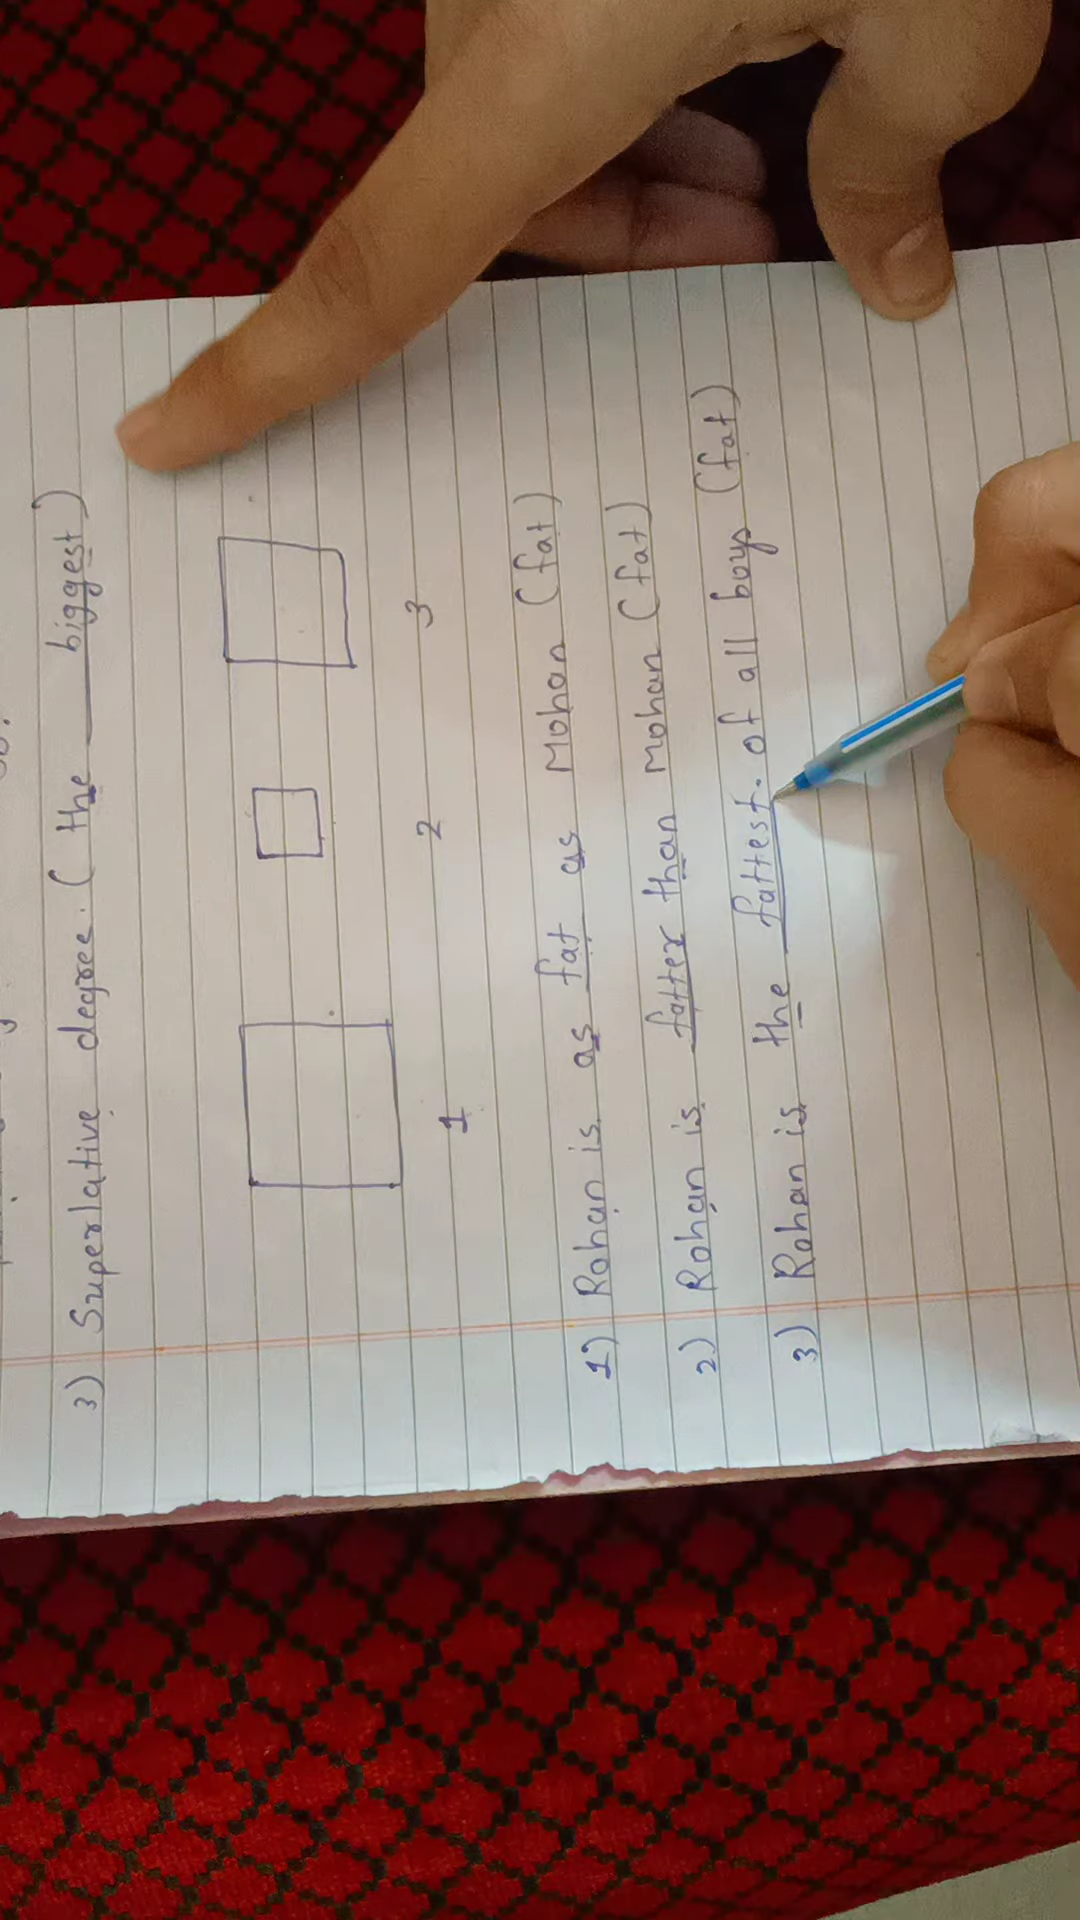 3) Superlative degree. ( the ____ biggest )
1 2 3
1) Rohan is as fat as Mohan (fat)
2) Rohan is fatter than Mohan (fat)
3) Rohan is the fattest. of all boys (fat)